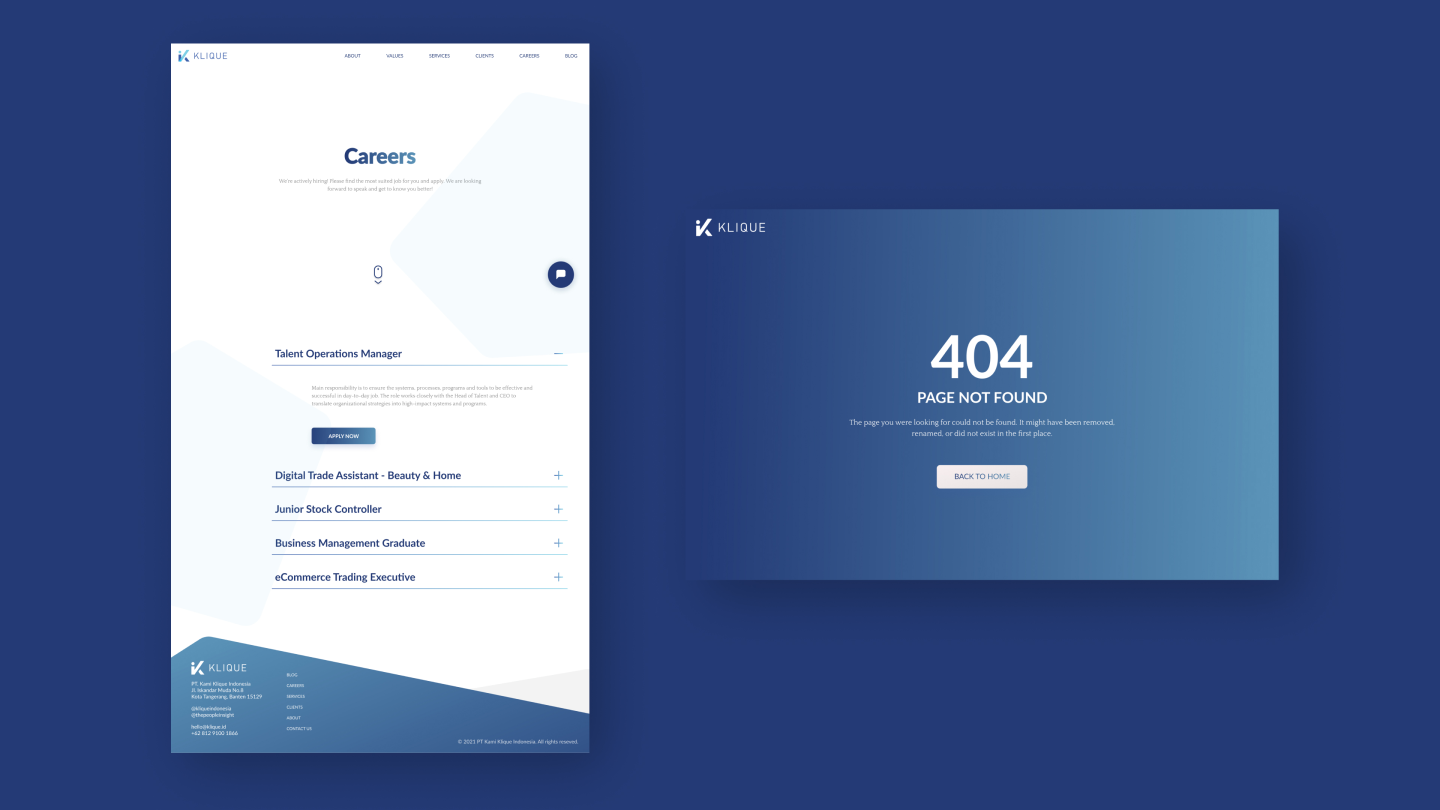 KLIQUE
ABOUT VALUES SERVICES CLIENTS CAREERS BLOG
Careers
We're actively hiring! Please find the most suited job for you and apply. We are looking
forward to speak and get to know you better!
Talent Operations Manager
Main responsibility is to ensure the systems, processes, programs and tools to be effective and
successful in day-to-day job. The role works closely with the Head of Talent and CEO to
translate organizational strategies into high-impact systems and programs.
APPLY NOW
Digital Trade Assistant - Beauty & Home
Junior Stock Controller
Business Management Graduate
eCommerce Trading Executive
KLIQUE
PT. Kami Klique Indonesia
Jl. Iskandar Muda No.8
Kota Tangerang, Banten 15129
@kliqueindonesia
@thepeopleinsight
hello@klique.id
+62 812 9100 1866
BLOG
CAREERS
SERVICES
CLIENTS
ABOUT
CONTACT US
© 2021 PT Kami Klique Indonesia. All rights reseved.
KLIQUE
404
PAGE NOT FOUND
The page you were looking for could not be found. It might have been removed,
renamed, or did not exist in the first place.
BACK TO HOME